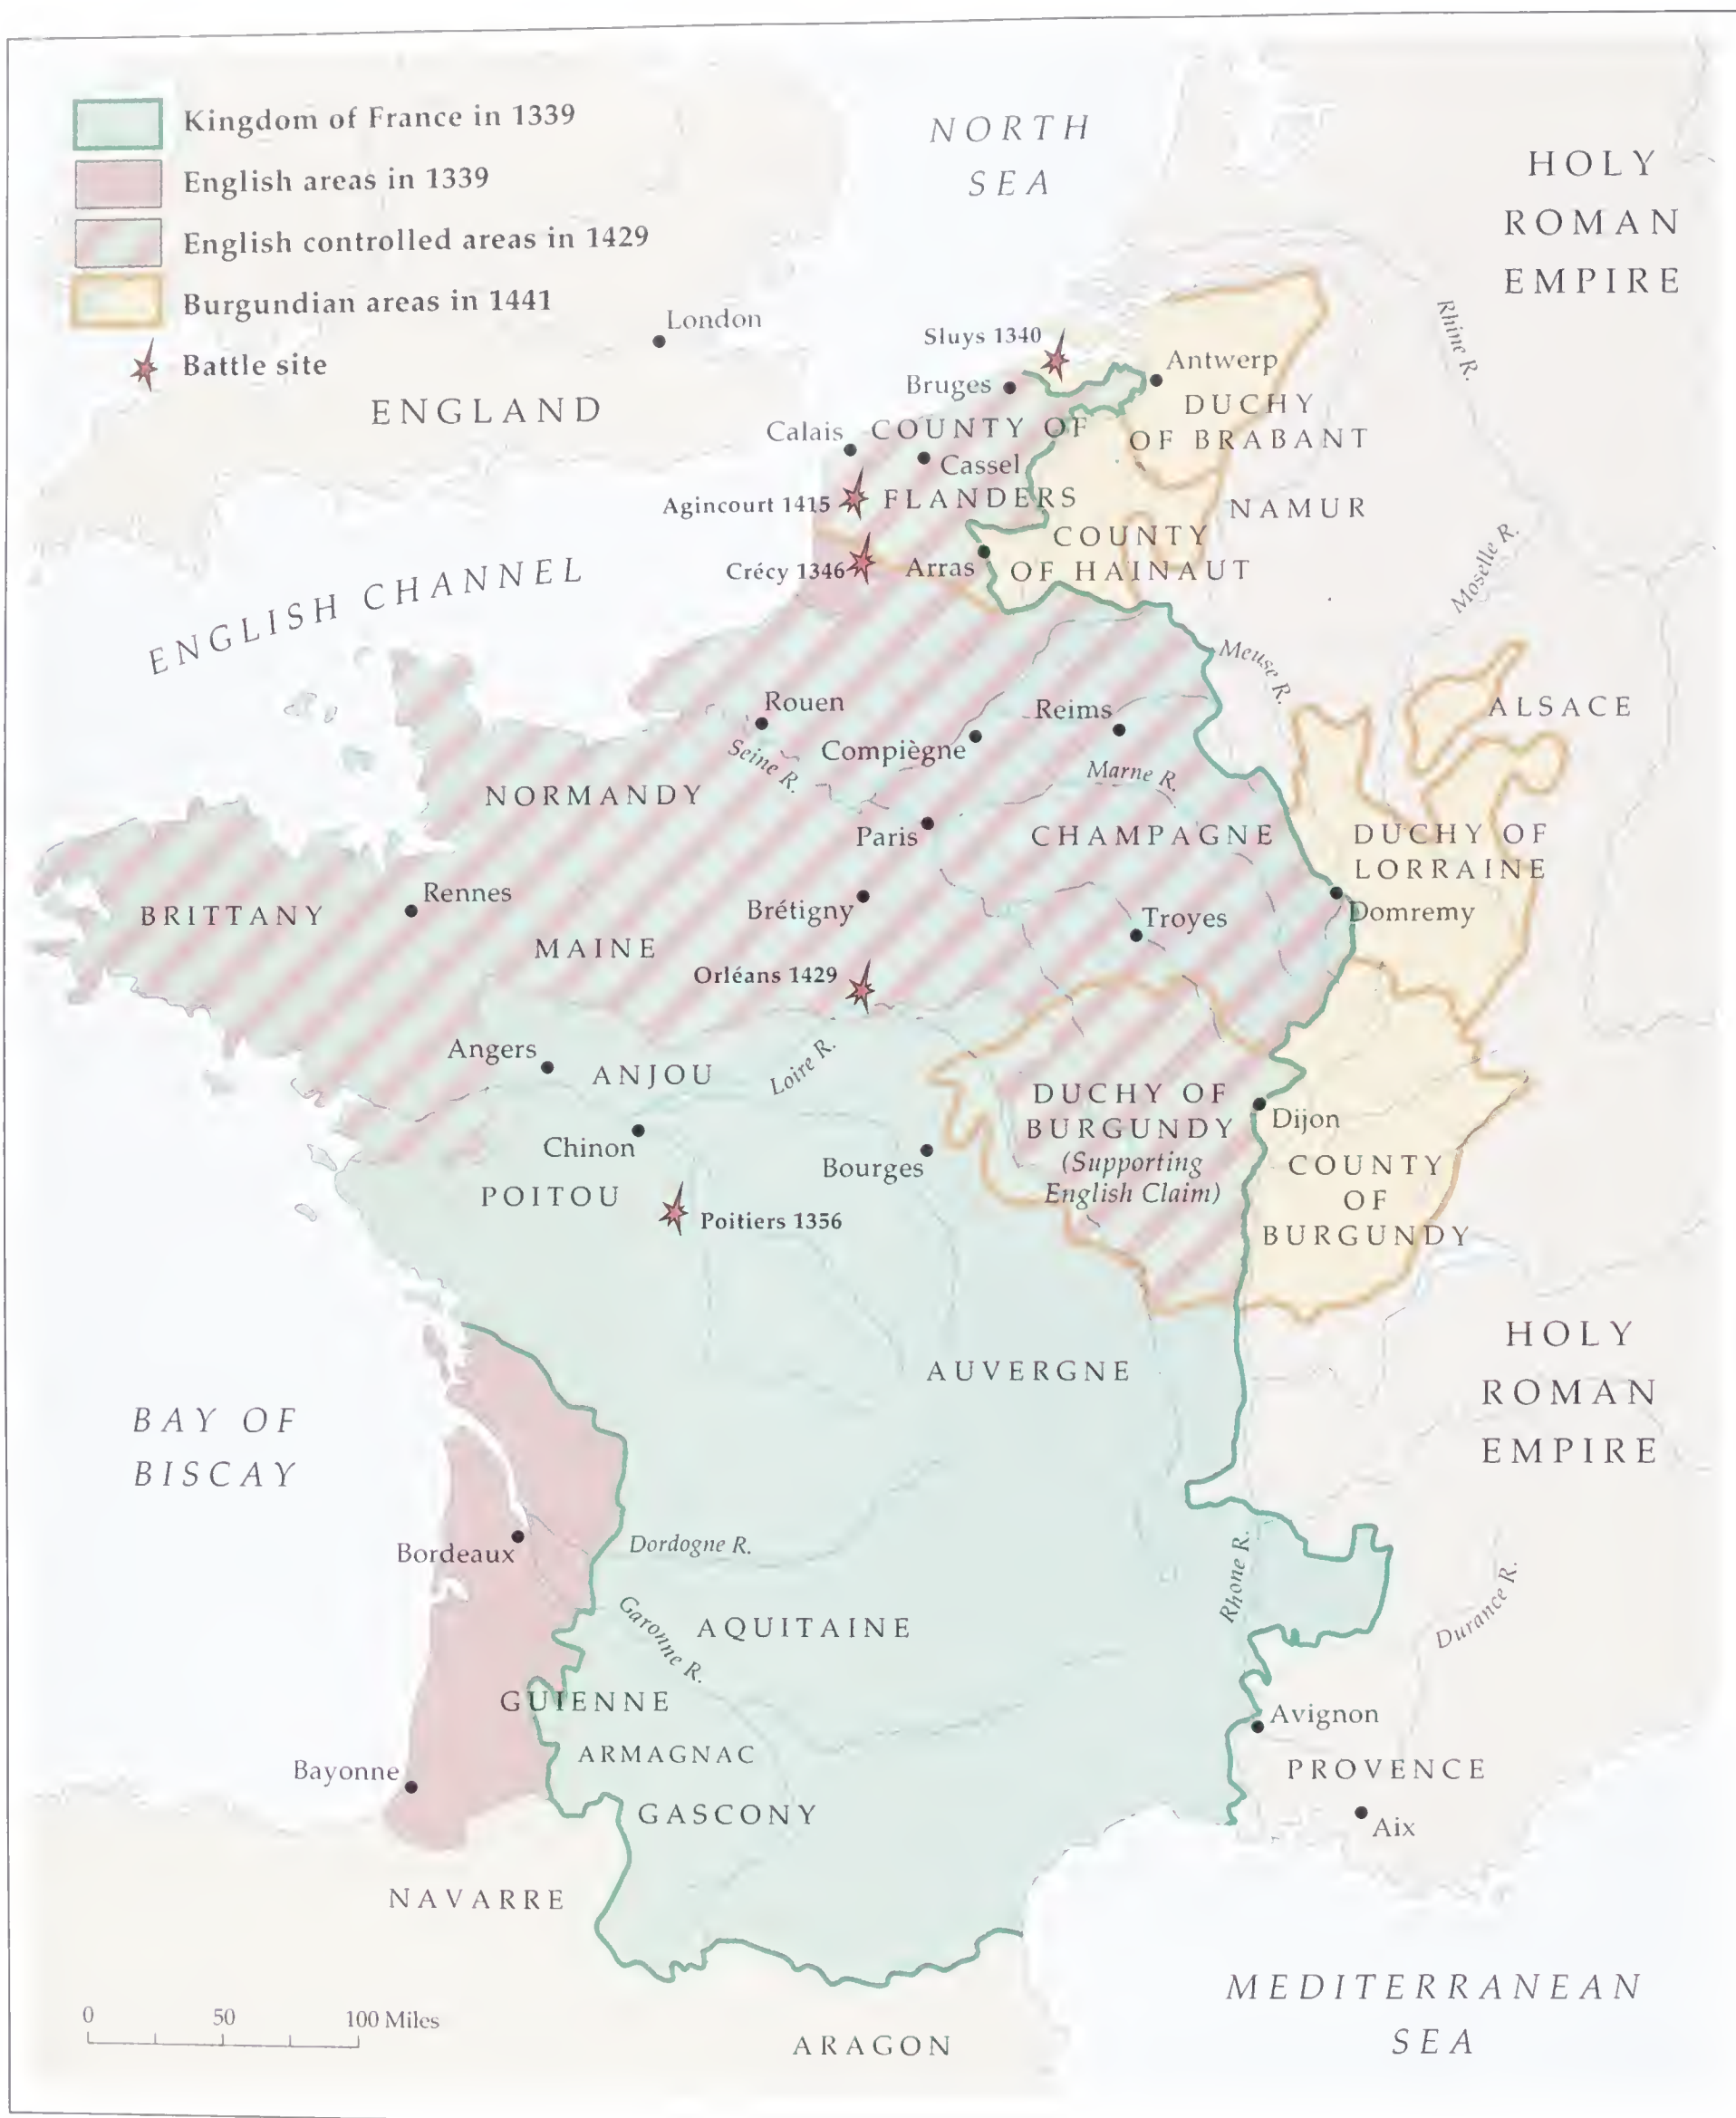 Kingdom of France in 1339
English areas in 1339
English controlled areas in 1429
Burgundian areas in 1441
Battle site
NORTH
SEA
HOLY
ROMAN
EMPIRE
London
ENGLAND
Sluys 1340
Rhine R.
Bruges
Antwerp
DUCHY
OF BRABANT
Calais
COUNTY OF
Cassel
Agincourt 1415
FLANDERS
NAMUR
COUNTY
OF HAINAUT
Crécy 1346
Arras
Moselle R.
ENGLISH CHANNEL
Meuse R.
ALSACE
Rouen
Reims
Seine R.
Compiègne
Marne R.
NORMANDY
Paris
CHAMPAGNE
DUCHY OF
LORRAINE
BRITTANY
Rennes
Brétigny
Troyes
Domremy
MAINE
Orléans 1429
Angers
ANJOU
Loire R.
DUCHY OF
BURGUNDY
(Supporting
English Claim)
Dijon
Chinon
Bourges
COUNTY
OF
BURGUNDY
POITOU
Poitiers 1356
HOLY
ROMAN
EMPIRE
AUVERGNE
BAY OF
BISCAY
Bordeaux
Dordogne R.
Rhone R.
Durance R.
Garonne R.
AQUITAINE
GUIENNE
Avignon
ARMAGNAC
PROVENCE
Bayonne
GASCONY
Aix
NAVARRE
MEDITERRANEAN
SEA
0 50 100 Miles
ARAGON